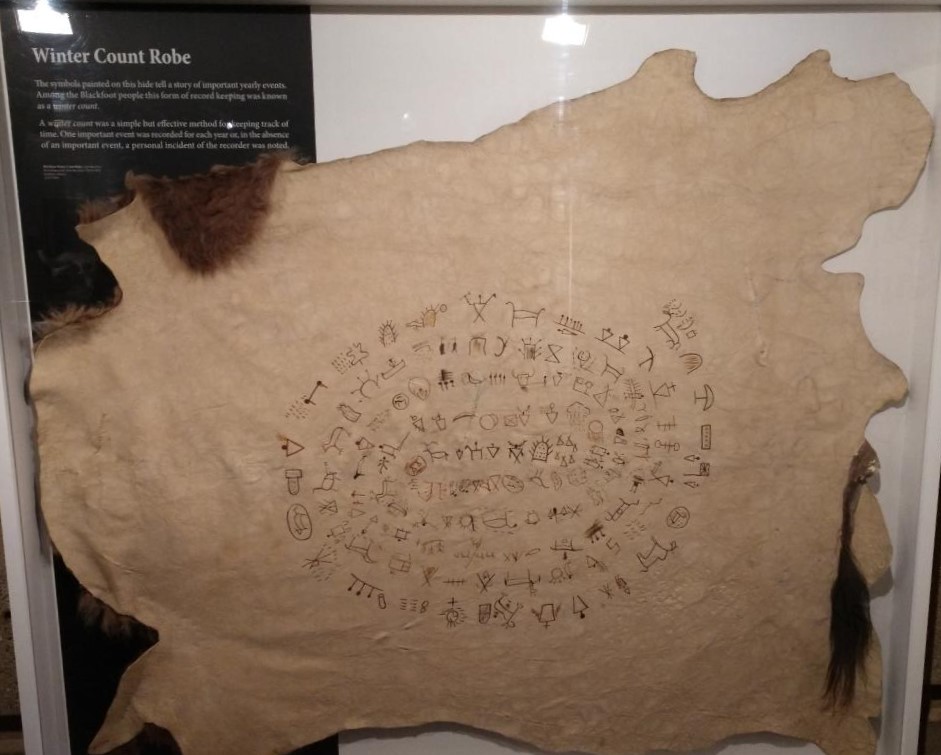 Winter Count Robe
The symbols painted on this hide tell a story of important yearly events.
Among the Blackfoot people this form of record keeping was known
as a winter count.
A winter count was a simple but effective method for keeping track of
time. One important event was recorded for each year or, in the absence
of an important event, a personal incident of the recorder was noted.